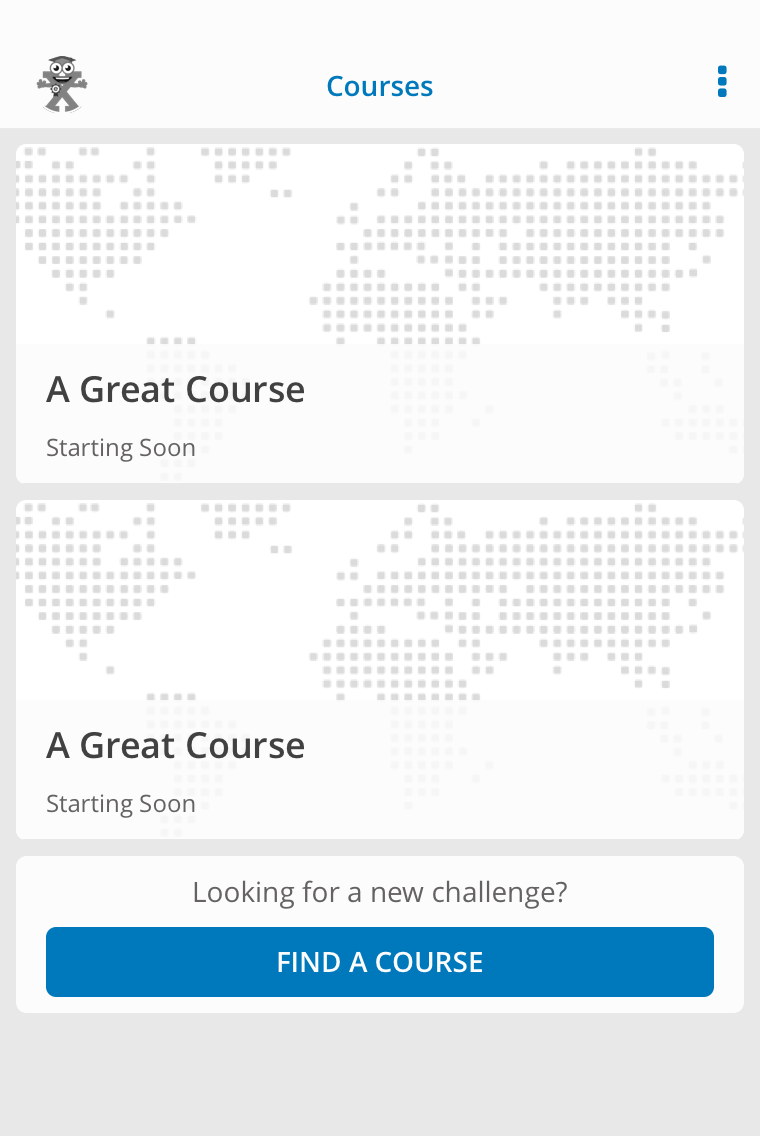 Courses
A Great Course
Starting Soon
A Great Course
Starting Soon
Looking for a new challenge?
FIND A COURSE